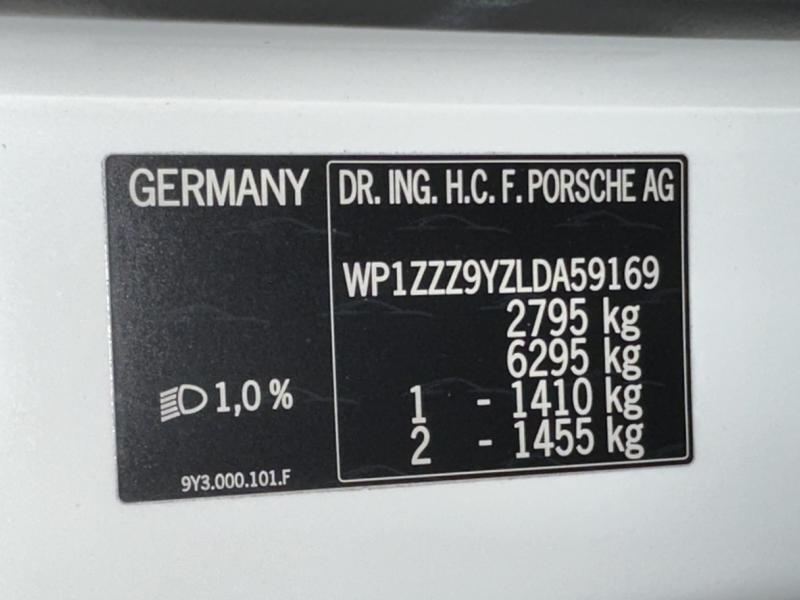 GERMANY
DR. ING. H.C. F. PORSCHE AG
WP1ZZZ9YZLDA59169
2795 kg
6295 kg
1 - 1410 kg
2 - 1455 kg
1,0 %
9Y3.000.101.F